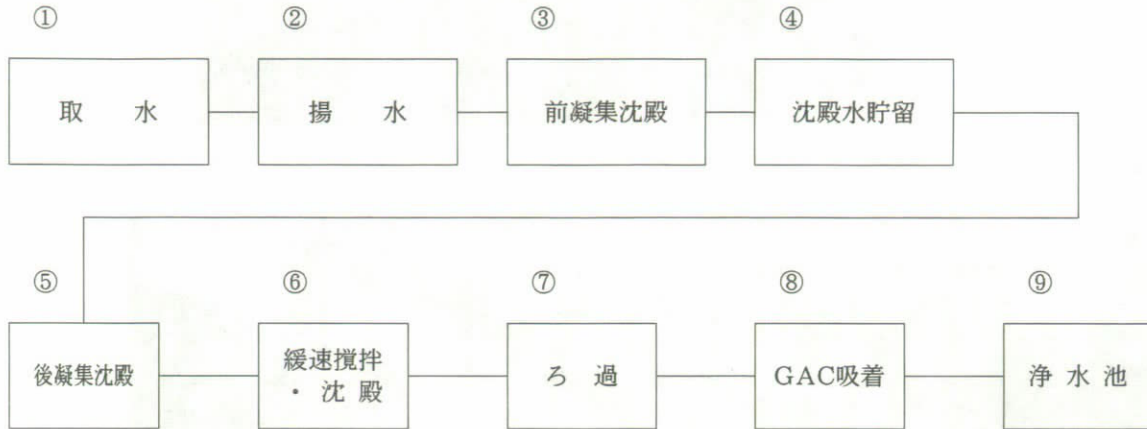 ① ② ③ ④
取 水 揚 水 前凝集沈殿 沈殿水貯留
⑤ ⑥ ⑦ ⑧ ⑨
後凝集沈殿 緩速撹拌・沈殿 ろ 過 GAC吸着 浄 水 池